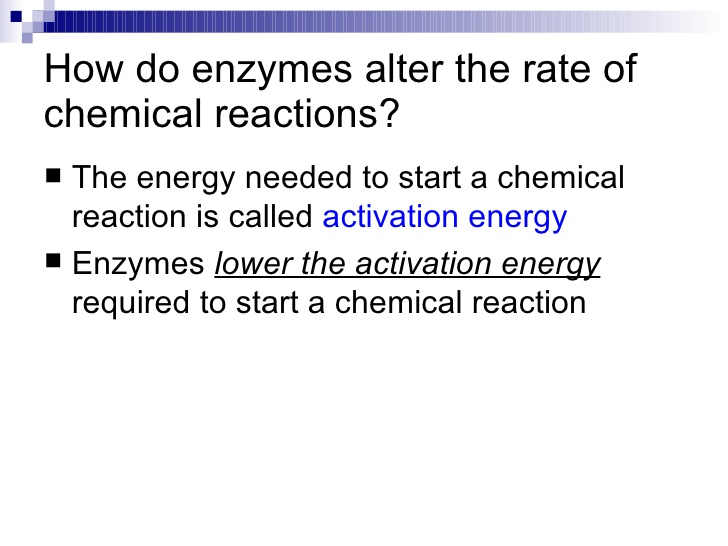 How do enzymes alter the rate of
chemical reactions?
The energy needed to start a chemical
reaction is called activation energy
Enzymes lower the activation energy
required to start a chemical reaction